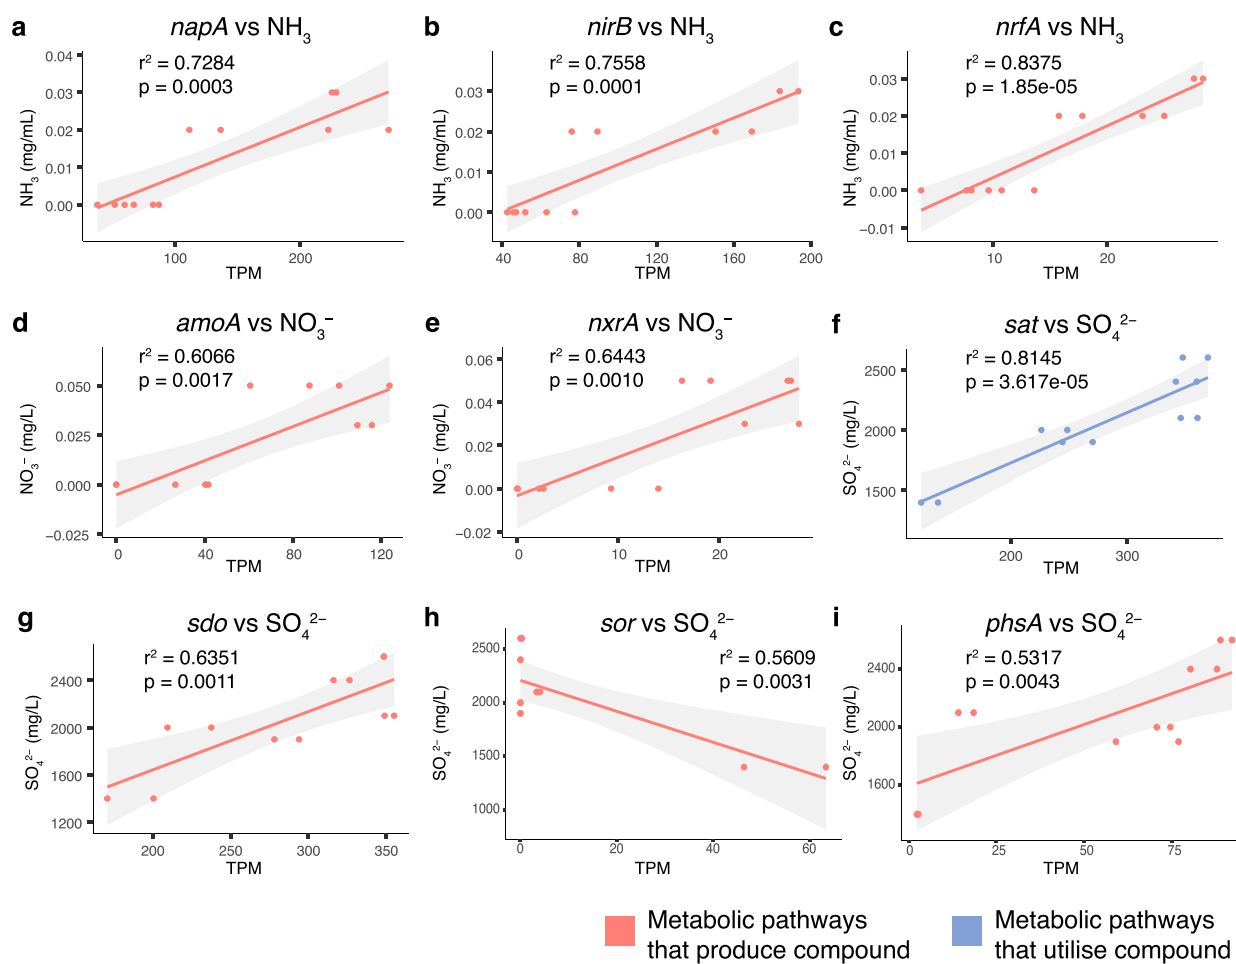 a napA vs NH₃
r² = 0.7284
p = 0.0003
NH₃ (mg/mL)
0.04
0.03
0.02
0.01
0.00
100 200
TPM
b nirB vs NH₃
r² = 0.7558
p = 0.0001
NH₃ (mg/mL)
0.03
0.02
0.01
0.00
40 80 120 160 200
TPM
c nrfA vs NH₃
r² = 0.8375
p = 1.85e-05
NH₃ (mg/mL)
0.03
0.02
0.01
0.00
−0.01
10 20
TPM
d amoA vs NO₃⁻
r² = 0.6066
p = 0.0017
NO₃⁻ (mg/L)
0.050
0.025
0.000
−0.025
0 40 80 120
TPM
e nxrA vs NO₃⁻
r² = 0.6443
p = 0.0010
NO₃⁻ (mg/L)
0.06
0.04
0.02
0.00
−0.02
0 10 20
TPM
f sat vs SO₄²⁻
r² = 0.8145
p = 3.617e-05
SO₄²⁻ (mg/L)
2500
2000
1500
200 300
TPM
g sdo vs SO₄²⁻
r² = 0.6351
p = 0.0011
SO₄²⁻ (mg/L)
2400
2000
1600
1200
200 250 300 350
TPM
h sor vs SO₄²⁻
r² = 0.5609
p = 0.0031
SO₄²⁻ (mg/L)
2500
2000
1500
1000
0 20 40 60
TPM
i phsA vs SO₄²⁻
r² = 0.5317
p = 0.0043
SO₄²⁻ (mg/L)
2400
2000
1600
0 25 50 75
TPM
Metabolic pathways
that produce compound
Metabolic pathways
that utilise compound